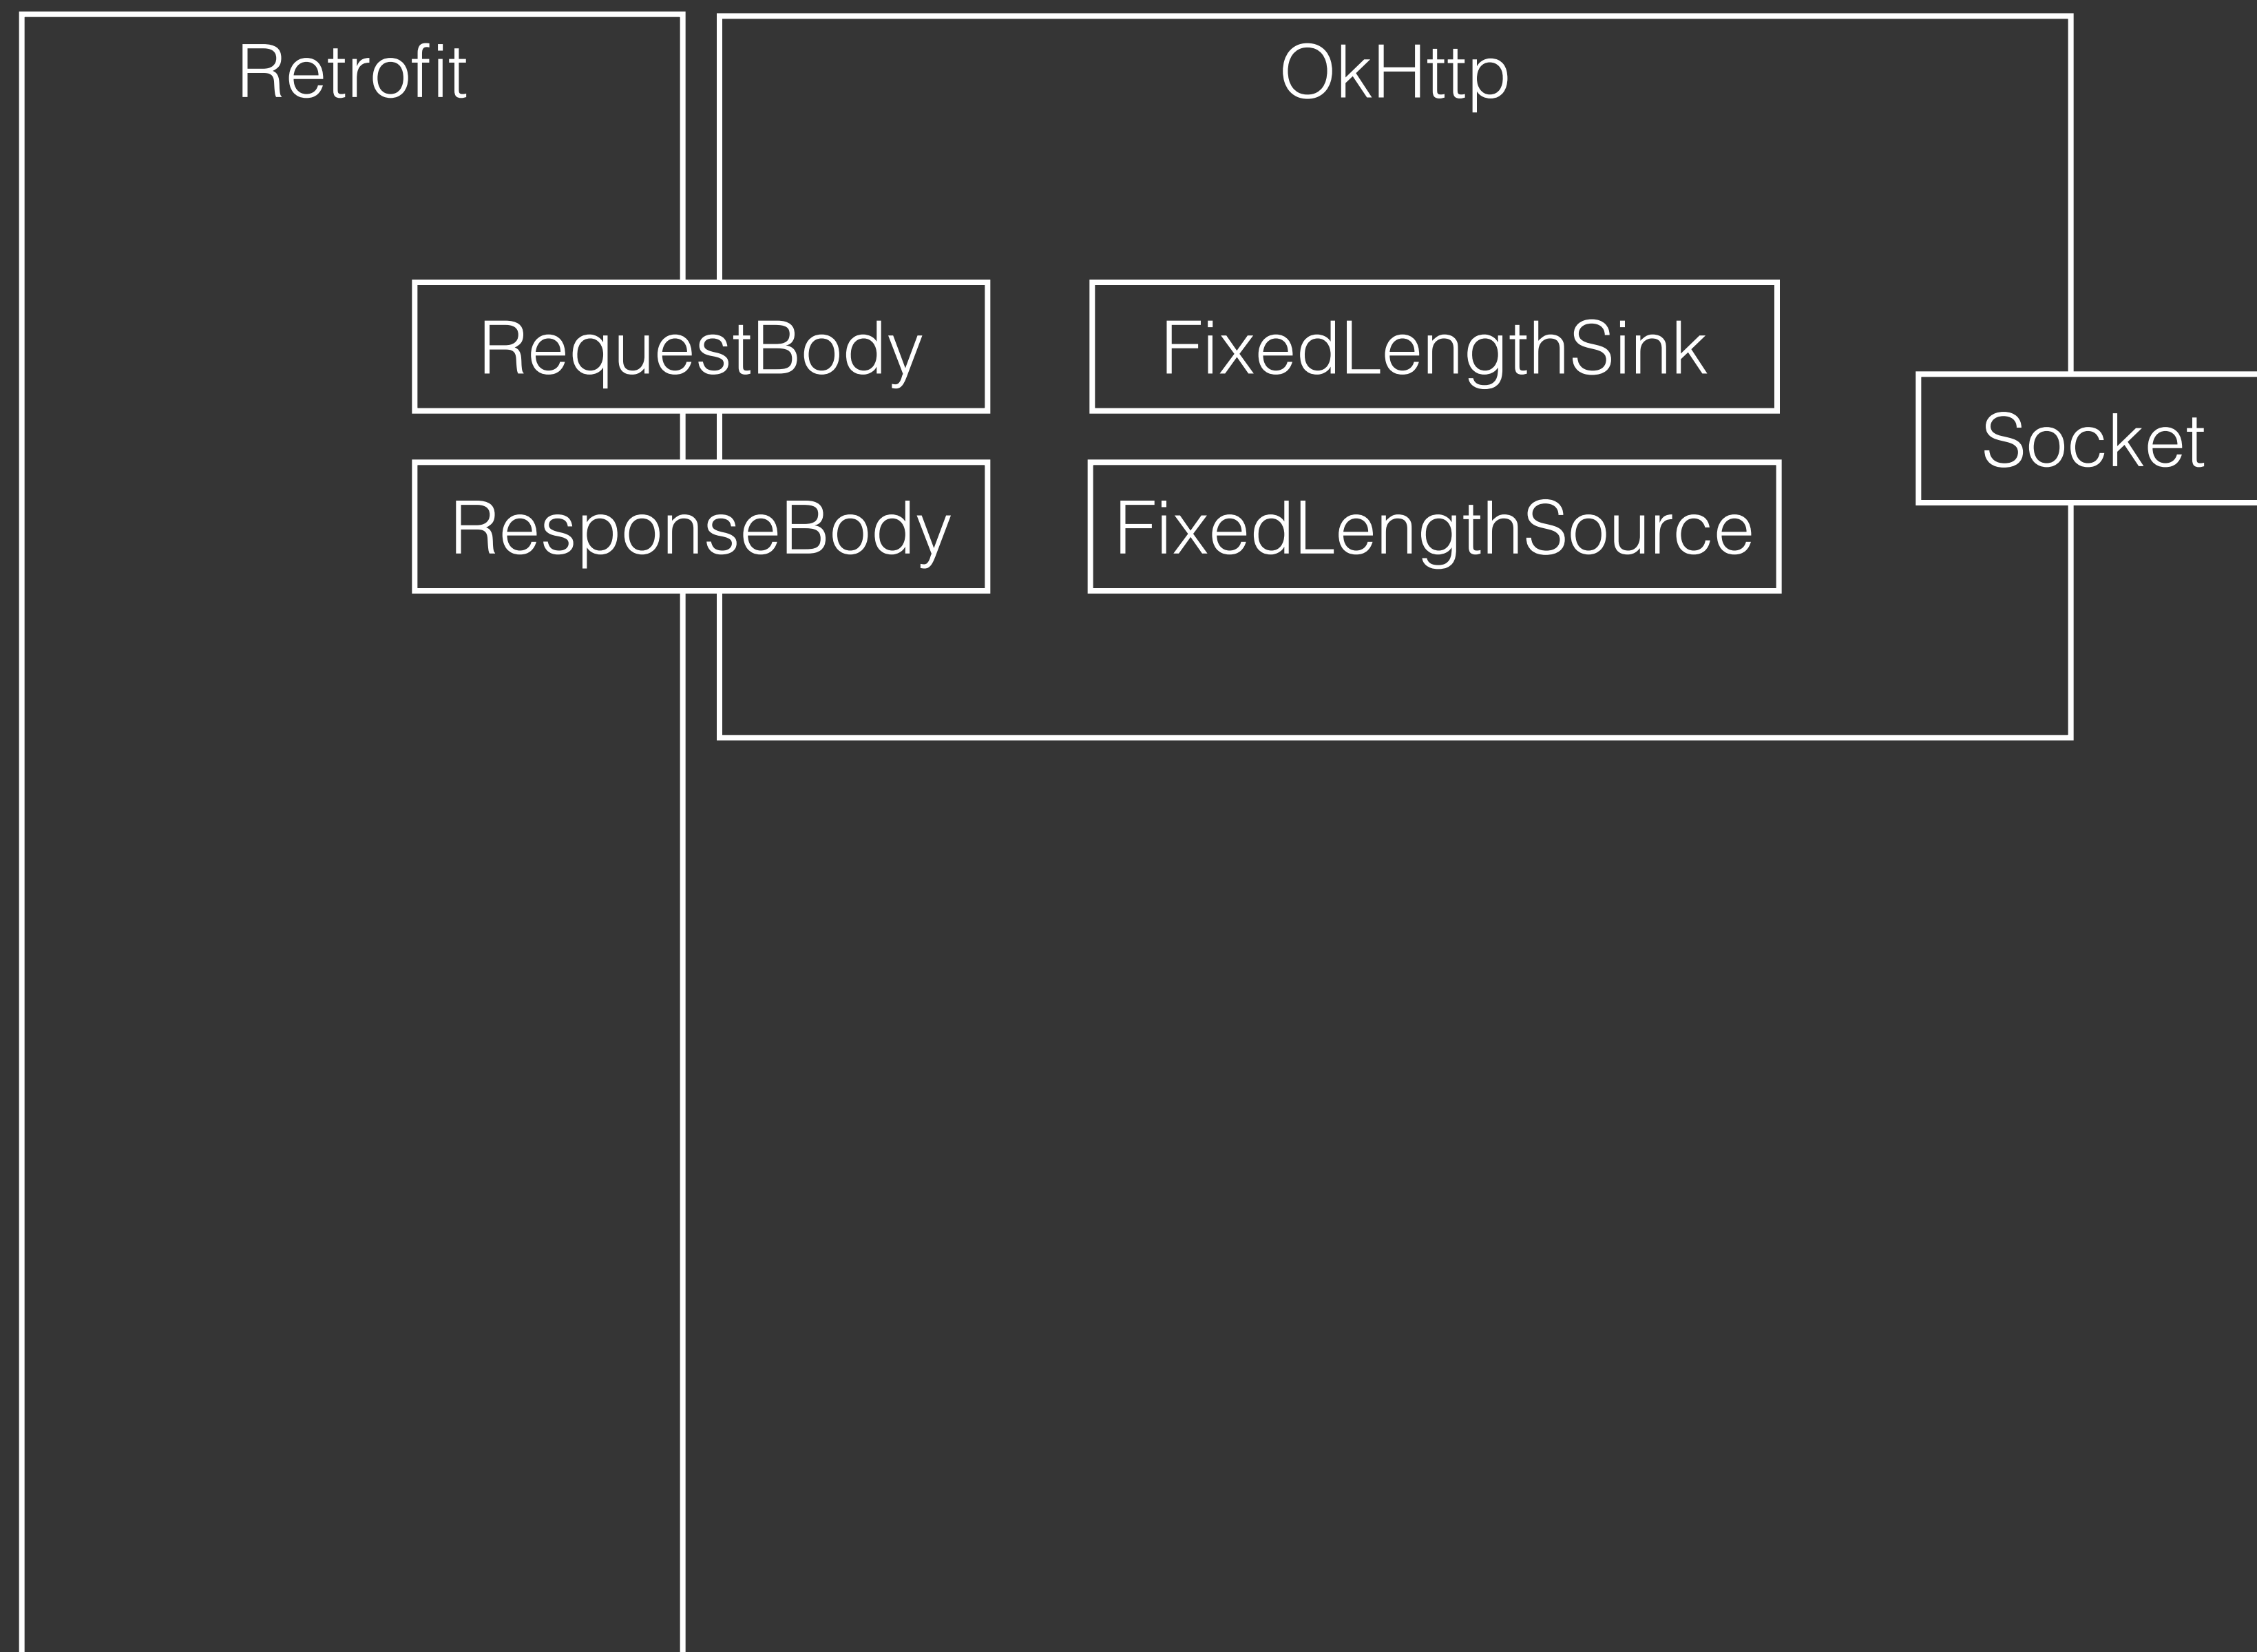 Retrofit
OkHttp
RequestBody
FixedLengthSink
Socket
ResponseBody
FixedLengthSource